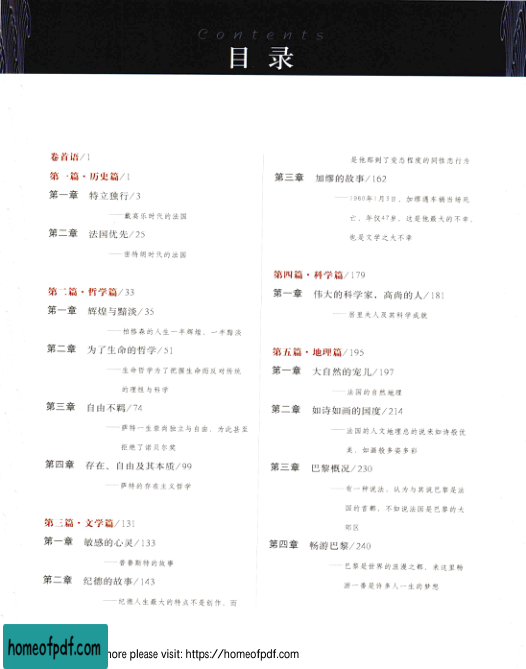 Contents
目录
卷首语/1
第一篇·历史篇/1
第一章 特立独行/3
——戴高乐时代的法国
第二章 法国优先/25
——密特朗时代的法国
第二篇·哲学篇/33
第一章 辉煌与黯淡/35
——柏格森的人生一半辉煌,一半黯淡
第二章 为了生命的哲学/51
——生命哲学为了把握生命而反对传统
的理性与科学
第三章 自由不羁/74
——萨特一生崇尚独立与自由,为此甚至
拒绝了诺贝尔奖
第四章 存在、自由及其本质/99
——萨特的存在主义哲学
第三篇·文学篇/131
第一章 敏感的心灵/133
——普鲁斯特的故事
第二章 纪德的故事/143
——纪德人生最大的特点不是创作,而
是他那到了变态程度的同性恋行为
第三章 加缪的故事/162
——1960年1月5日,加缪遇车祸当场死
亡,年仅47岁。这是他最大的不幸,
也是文学之大不幸
第四篇·科学篇/179
第一章 伟大的科学家、高尚的人/181
——居里夫人及其科学成就
第五篇·地理篇/195
第一章 大自然的宠儿/197
——法国的自然地理
第二章 如诗如画的国度/214
——法国的人文地理总的说来如诗般优
美,如画般多姿多彩
第三章 巴黎概况/230
——有一种说法,认为与其说巴黎是法
国的首都,不如说法国是巴黎的大
郊区
第四章 畅游巴黎/240
——巴黎是世界的浪漫之都,来这里畅
游一番是许多人一生的梦想
homeofpdf.com
more please visit: https://homeofpdf.com